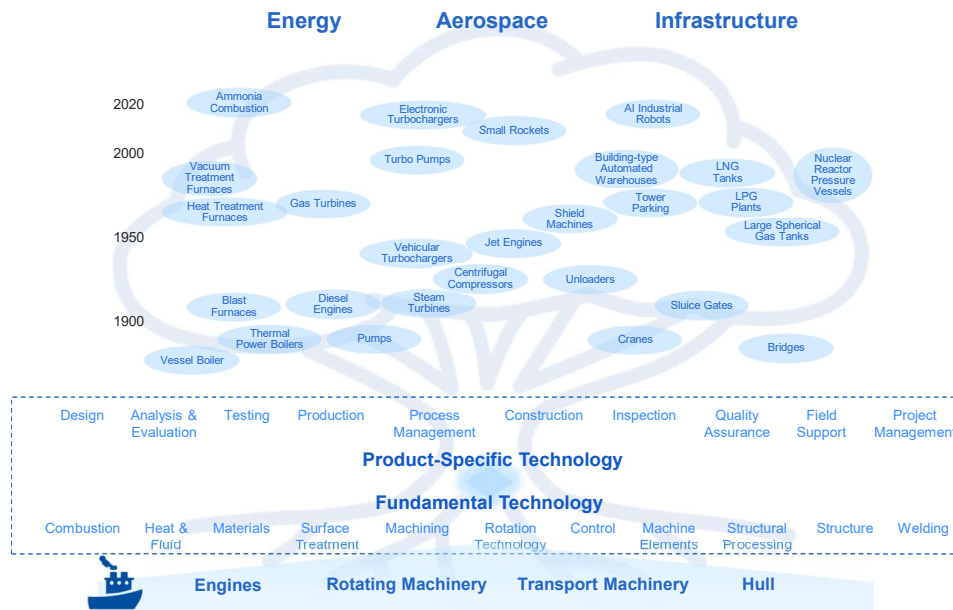 Energy Aerospace Infrastructure
2020
Ammonia
Combustion
Electronic
Turbochargers
Small Rockets
AI Industrial
Robots
2000
Vacuum
Treatment
Furnaces
Turbo Pumps
Building-type
Automated
Warehouses
LNG
Tanks
Nuclear
Reactor
Pressure
Vessels
Heat Treatment
Furnaces
Gas Turbines
Shield
Machines
Tower
Parking
LPG
Plants
Large Spherical
Gas Tanks
1950
Vehicular
Turbochargers
Jet Engines
Centrifugal
Compressors
Unloaders
Blast
Furnaces
Diesel
Engines
Steam
Turbines
Sluice Gates
1900
Thermal
Power Boilers
Pumps
Cranes
Bridges
Vessel Boiler
Design
Analysis &
Evaluation
Testing
Production
Process
Management
Construction
Inspection
Quality
Assurance
Field
Support
Project
Management
Product-Specific Technology
Fundamental Technology
Combustion
Heat &
Fluid
Materials
Surface
Treatment
Machining
Rotation
Technology
Control
Machine
Elements
Structural
Processing
Structure
Welding
Engines Rotating Machinery Transport Machinery Hull